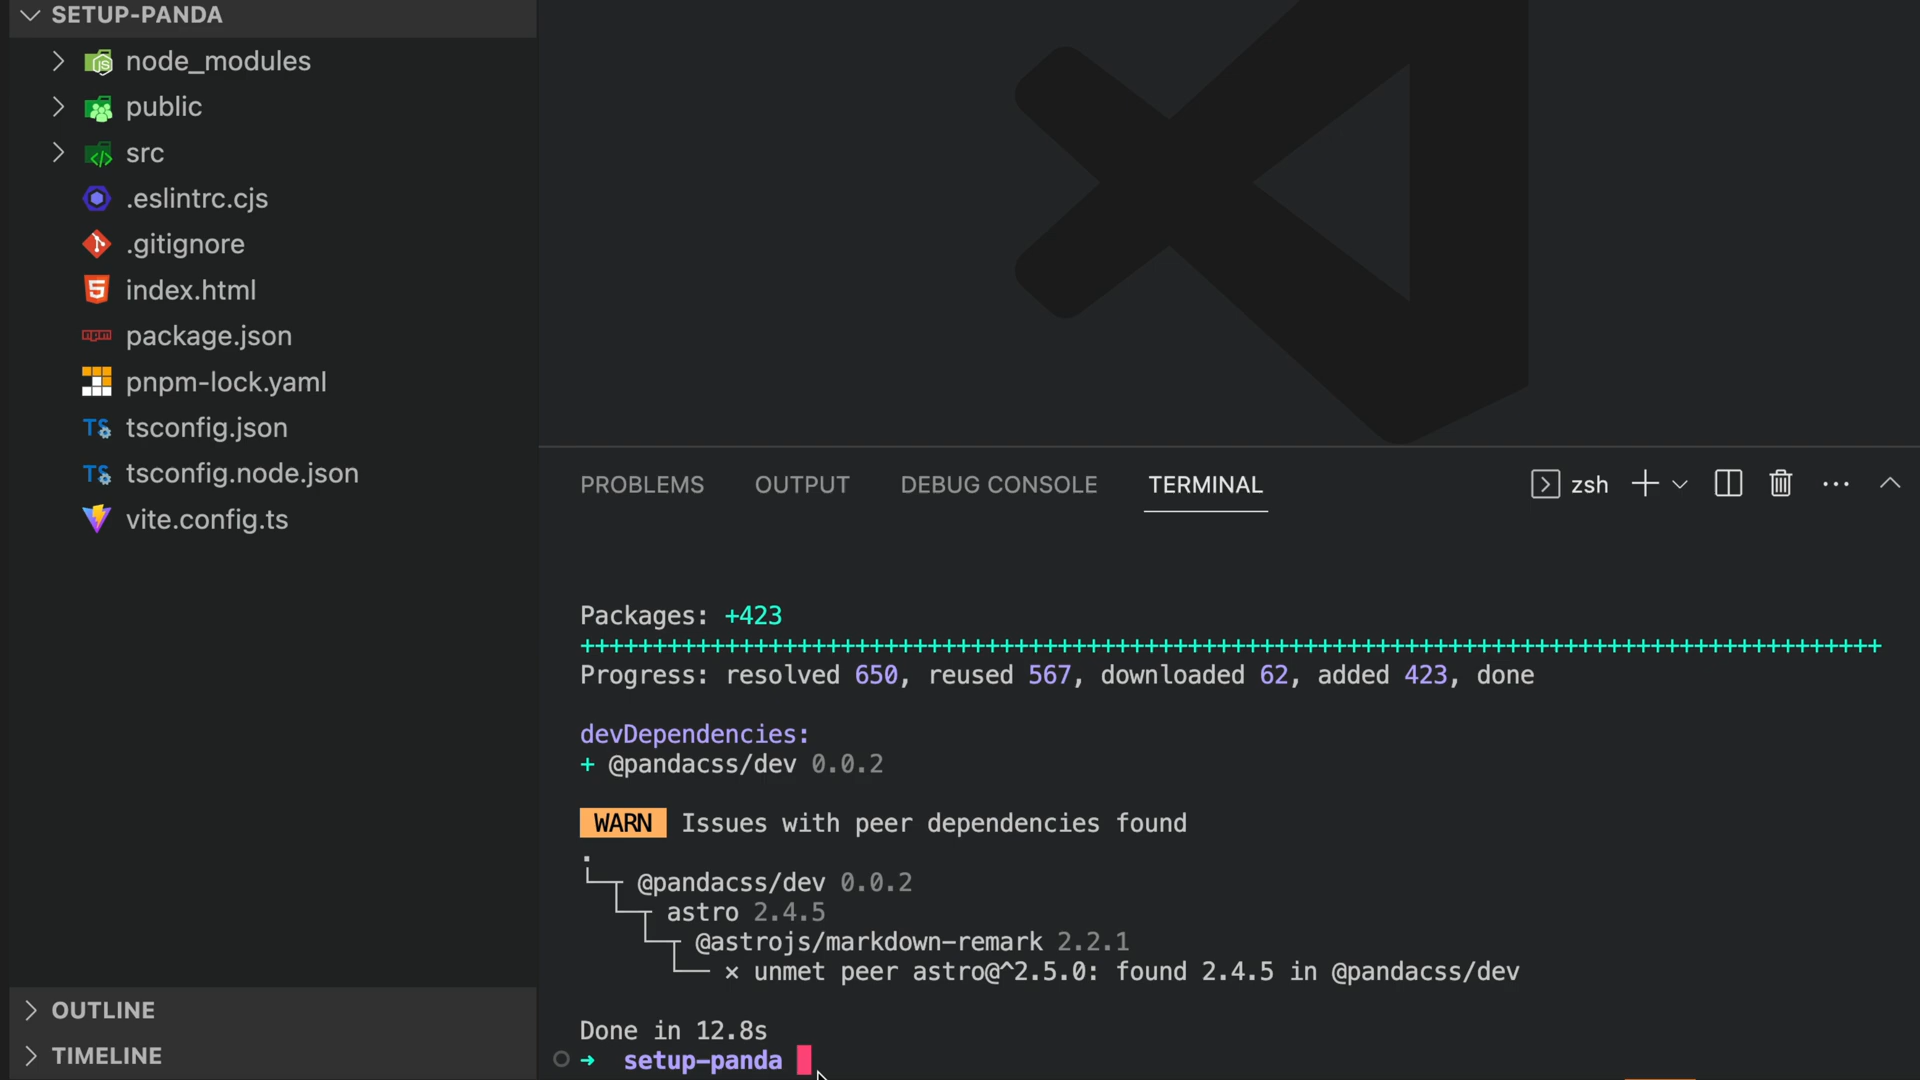 SETUP-PANDA
node_modules
public
src
.eslintrc.cjs
.gitignore
index.html
package.json
pnpm-lock.yaml
tsconfig.json
tsconfig.node.json
vite.config.ts
OUTLINE
TIMELINE
PROBLEMS OUTPUT DEBUG CONSOLE TERMINAL zsh
Packages: +423
++++++++++++++++++++++++++++++++++++++++++++++++++++++++++++++++++++++++++++++++++++++++++
Progress: resolved 650, reused 567, downloaded 62, added 423, done
devDependencies:
+ @pandacss/dev 0.0.2
WARN Issues with peer dependencies found
.
└─┬ @pandacss/dev 0.0.2
└─┬ astro 2.4.5
└─┬ @astrojs/markdown-remark 2.2.1
└── ✕ unmet peer astro@^2.5.0: found 2.4.5 in @pandacss/dev
Done in 12.8s
➜ setup-panda